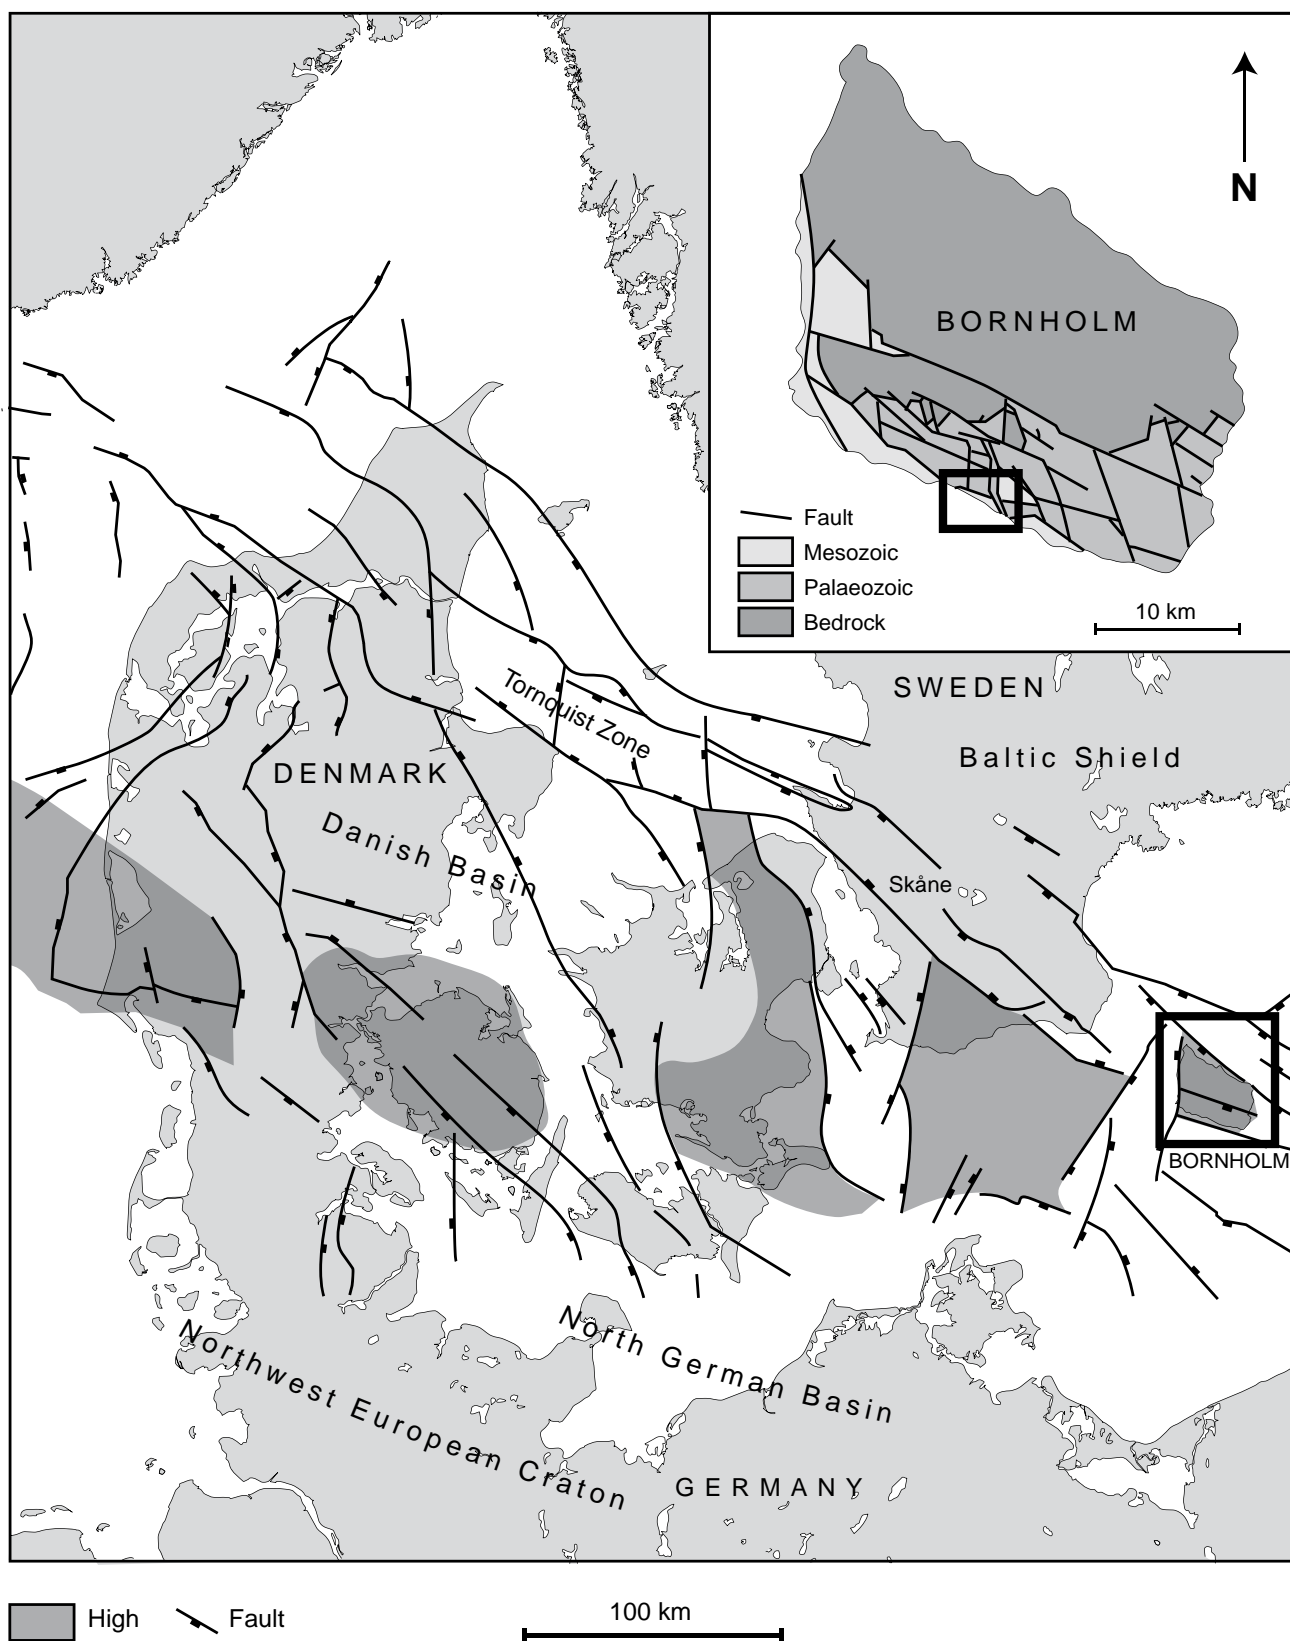 N
BORNHOLM
Fault
Mesozoic
Palaeozoic
Bedrock
10 km
SWEDEN
Baltic Shield
Tornquist Zone
DENMARK
Danish Basin
Skåne
BORNHOLM
North German Basin
Northwest European Craton
GERMANY
High
Fault
100 km